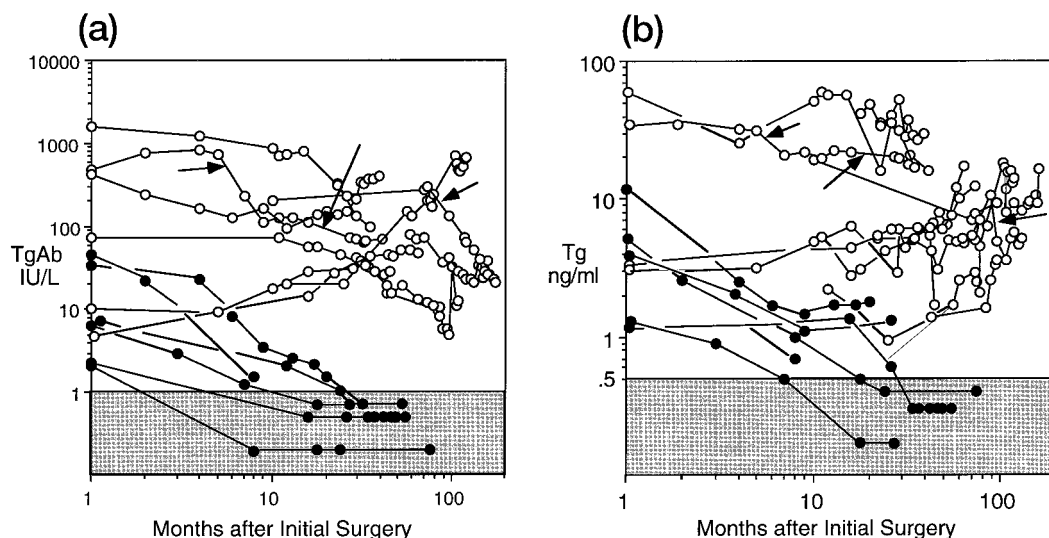 (a)
10000
1000
100
TgAb
IU/L
10
1
1
10
100
Months after Initial Surgery
(b)
100
10
Tg
ng/ml
1
.5
1
10
100
Months after Initial Surgery